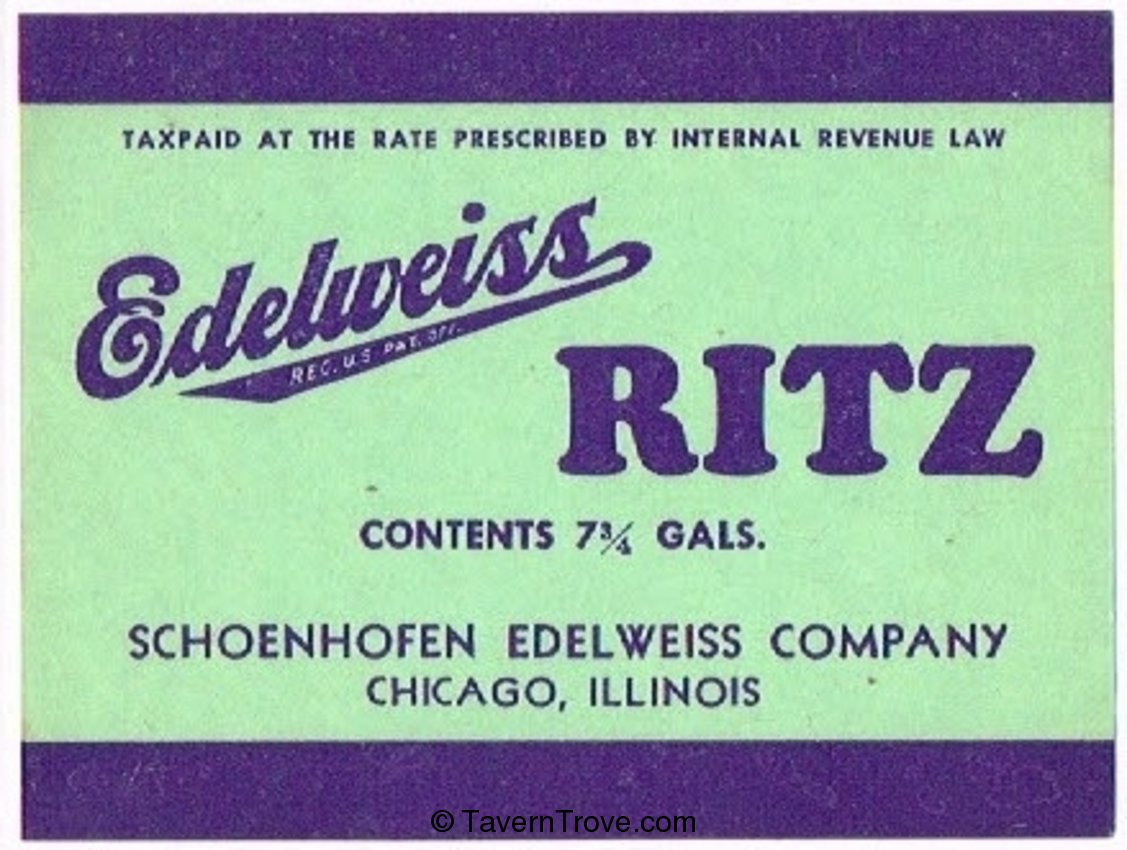 TAXPAID AT THE RATE PRESCRIBED BY INTERNAL REVENUE LAW
Edelweiss
REG. U.S. PAT. OFF.
RITZ
CONTENTS 7¾ GALS.
SCHOENHOFEN EDELWEISS COMPANY
CHICAGO, ILLINOIS
© TavernTrove.com